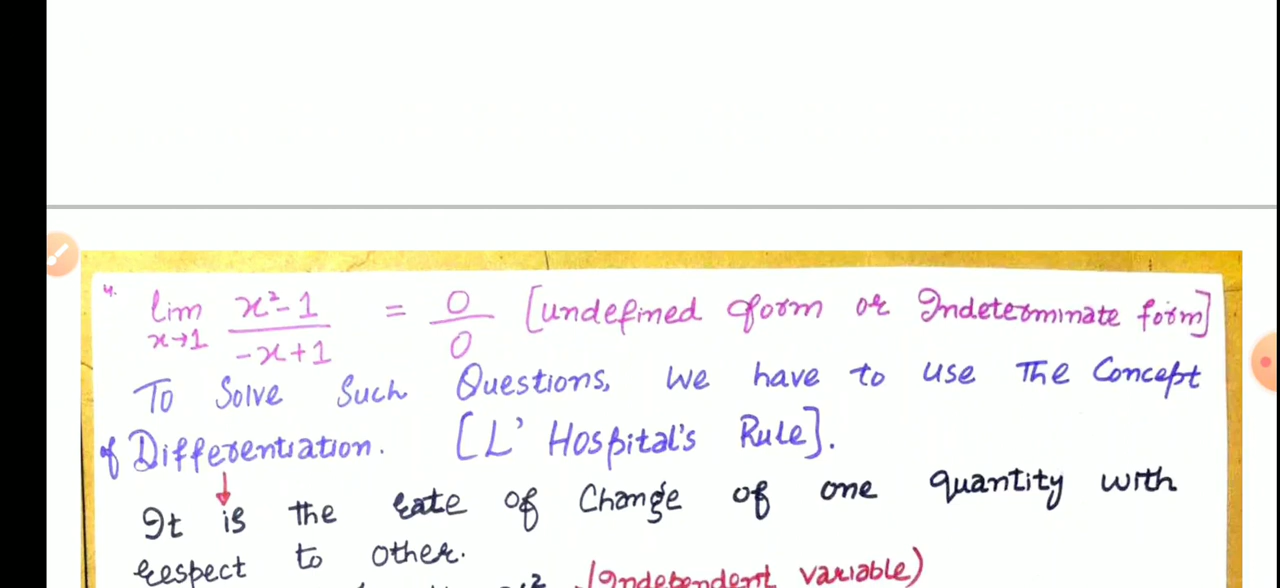 4.
lim x→1 x²-1 / -x+1 = 0/0 [undefined form or Indeterminate form]
To Solve Such Questions, We have to use The Concept
of Differentiation. [L' Hospital's Rule].
It is the rate of Change of one quantity with
respect to other.
(Independent variable)